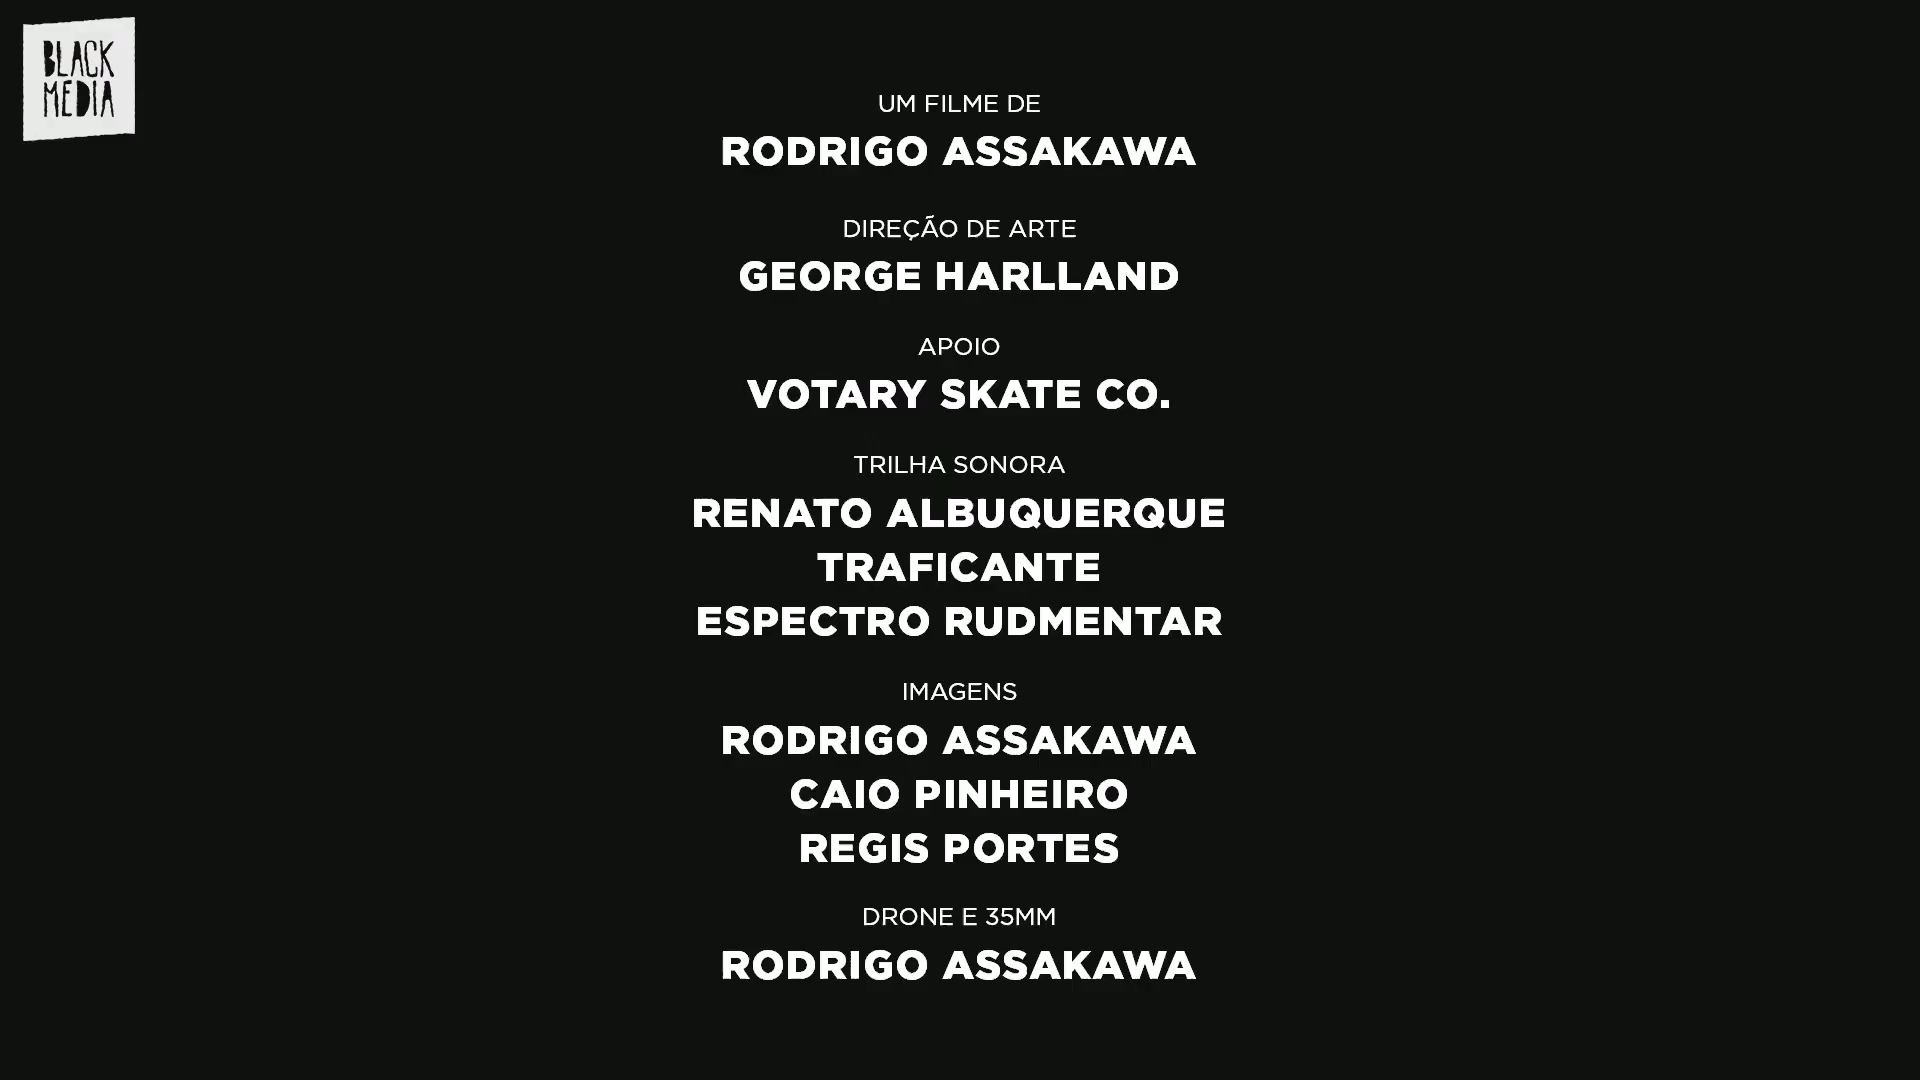 BLACK
MEDIA
UM FILME DE
RODRIGO ASSAKAWA
DIREÇÃO DE ARTE
GEORGE HARLLAND
APOIO
VOTARY SKATE CO.
TRILHA SONORA
RENATO ALBUQUERQUE
TRAFICANTE
ESPECTRO RUDMENTAR
IMAGENS
RODRIGO ASSAKAWA
CAIO PINHEIRO
REGIS PORTES
DRONE E 35MM
RODRIGO ASSAKAWA